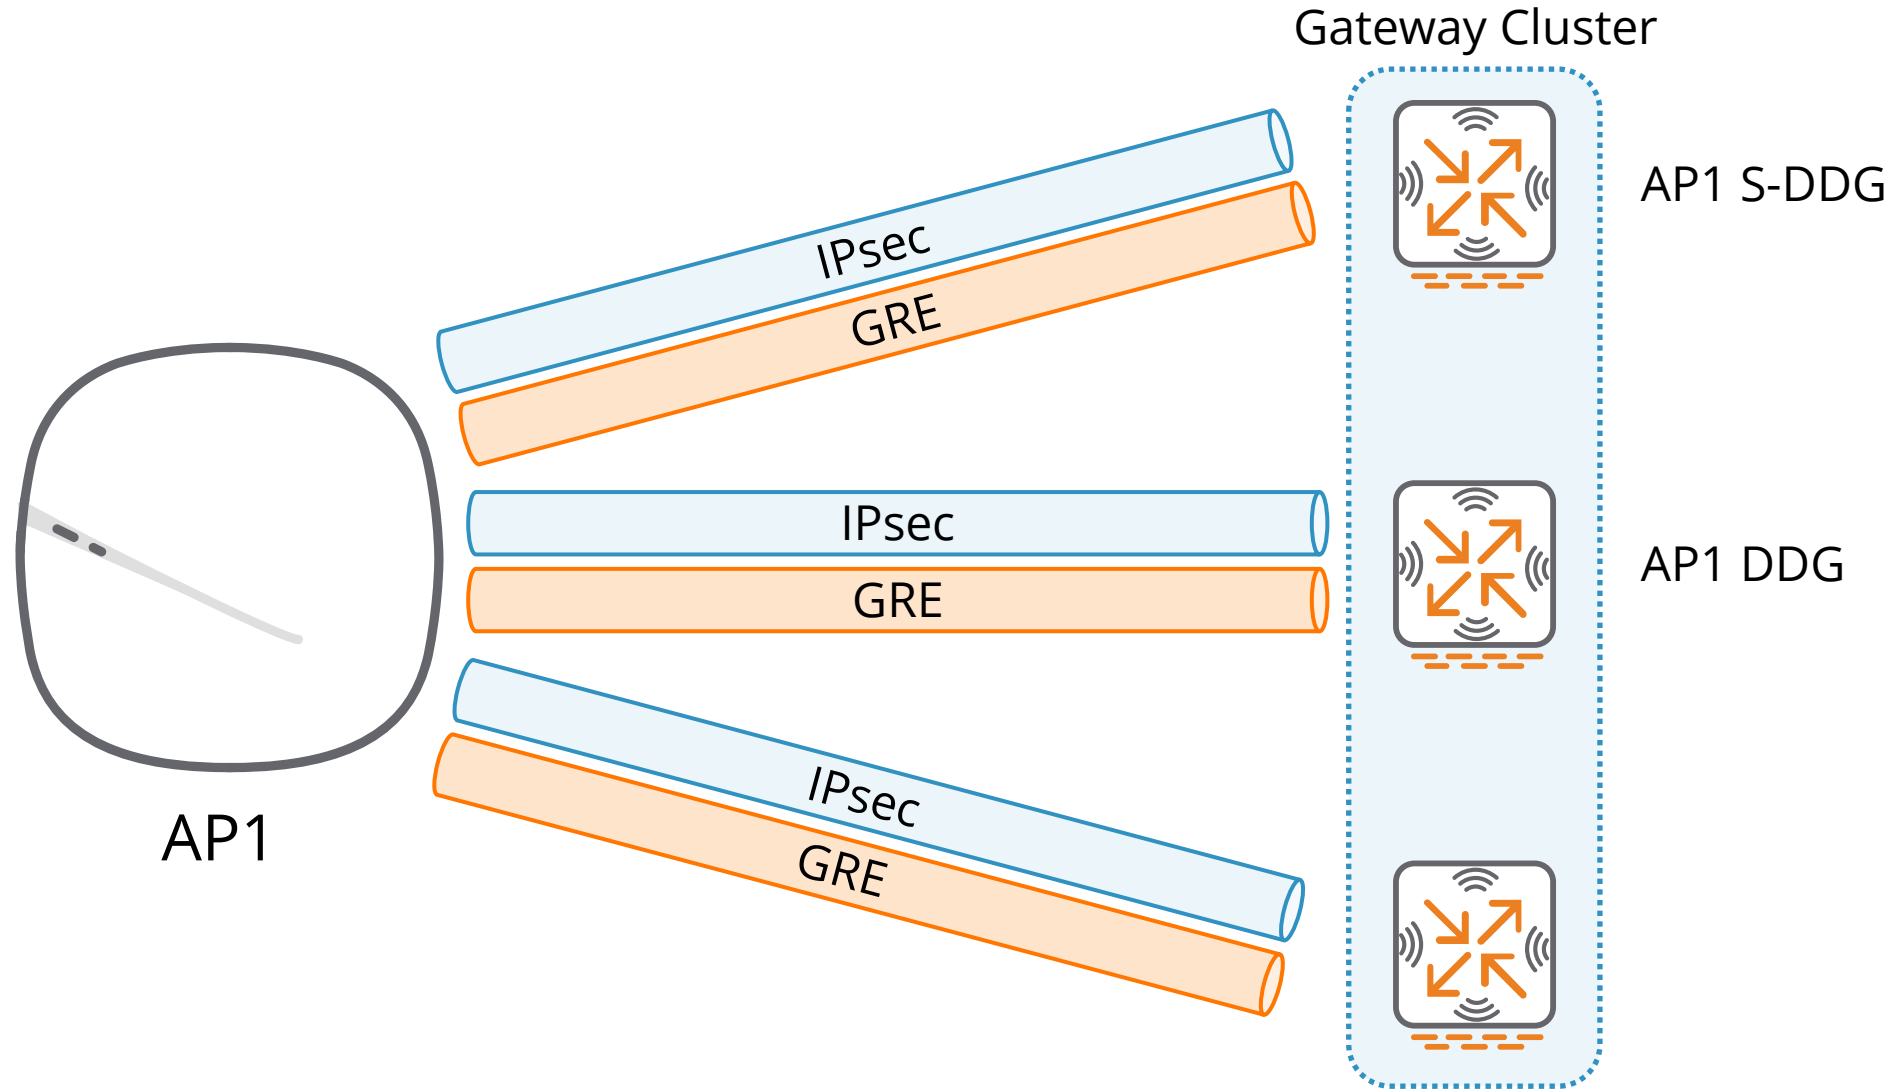 Gateway Cluster
AP1 S-DDG
IPsec
GRE
IPsec
AP1 DDG
GRE
IPsec
GRE
AP1